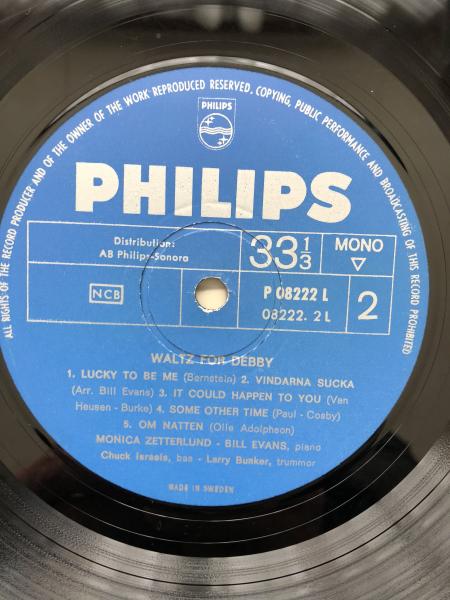 ALL RIGHTS OF THE RECORD PRODUCER AND OF THE OWNER OF THE WORK REPRODUCED RESERVED, COPYING, PUBLIC PERFORMANCE AND BROADCASTING OF THIS RECORD PROHIBITED
PHILIPS
PHILIPS
Distribution:
AB Philips-Sonora
33 1/3
MONO
▽
NCB
P 08222 L
08222. 2 L
2
WALTZ FOR DEBBY
1. LUCKY TO BE ME (Bernstein) 2. VINDARNA SUCKA
(Arr. Bill Evans) 3. IT COULD HAPPEN TO YOU (Van
Heusen - Burke) 4. SOME OTHER TIME (Paul - Cosby)
5. OM NATTEN (Olle Adolphson)
MONICA ZETTERLUND - BILL EVANS, piano
Chuck Israels, bas - Larry Bunker, trummor
MADE IN SWEDEN